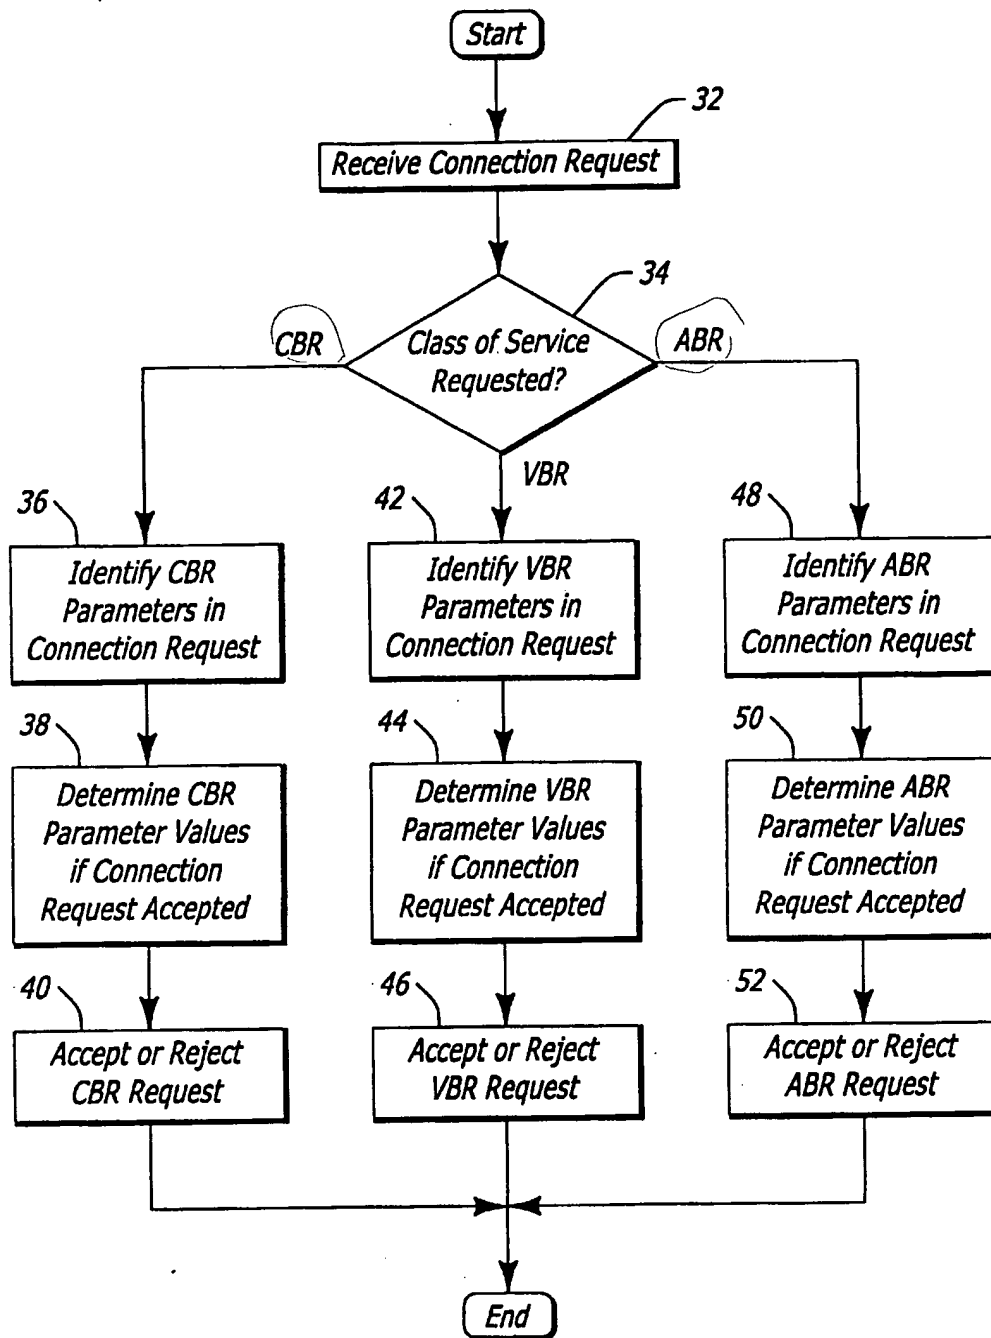 Start
32
Receive Connection Request
34
Class of Service
Requested?
CBR
ABR
VBR
36
Identify CBR
Parameters in
Connection Request
42
Identify VBR
Parameters in
Connection Request
48
Identify ABR
Parameters in
Connection Request
38
Determine CBR
Parameter Values
if Connection
Request Accepted
44
Determine VBR
Parameter Values
if Connection
Request Accepted
50
Determine ABR
Parameter Values
if Connection
Request Accepted
40
Accept or Reject
CBR Request
46
Accept or Reject
VBR Request
52
Accept or Reject
ABR Request
End